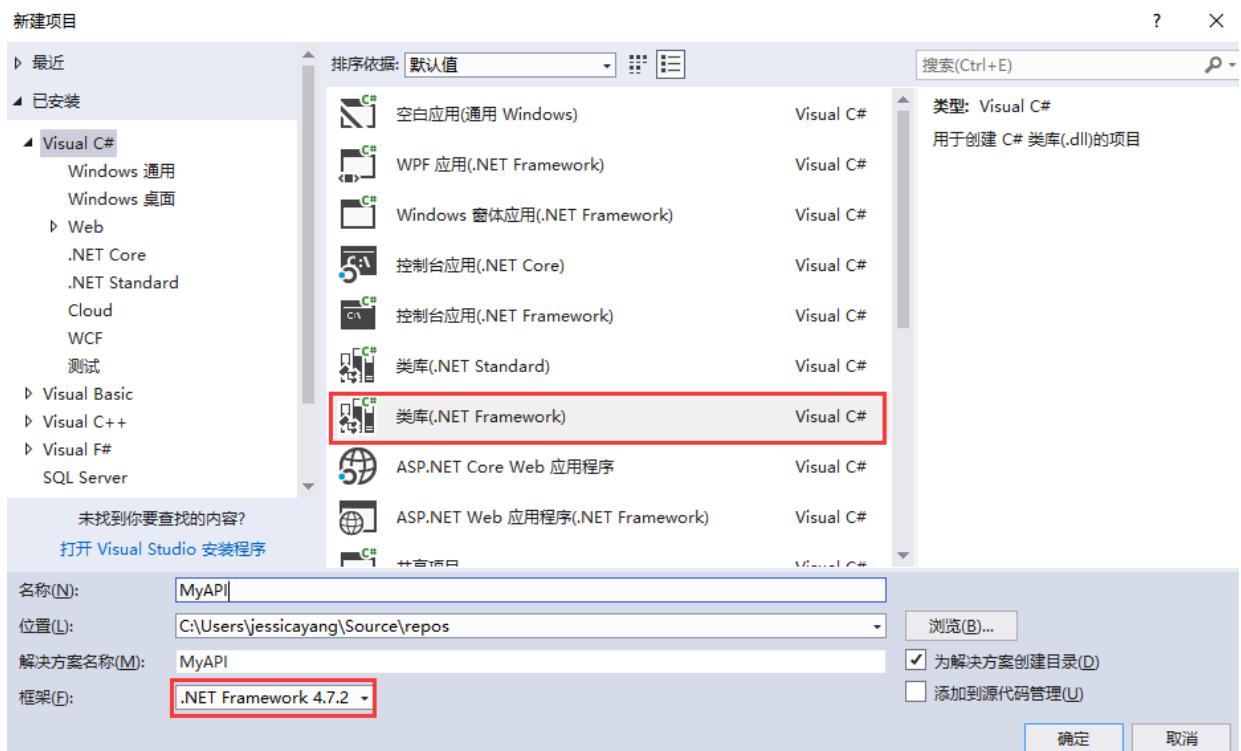 新建项目
?
最近
已安装
Visual C#
Windows 通用
Windows 桌面
Web
.NET Core
.NET Standard
Cloud
WCF
测试
Visual Basic
Visual C++
Visual F#
SQL Server
未找到你要查找的内容?
打开 Visual Studio 安装程序
排序依据: 默认值
空白应用(通用 Windows) Visual C#
WPF 应用(.NET Framework) Visual C#
Windows 窗体应用(.NET Framework) Visual C#
控制台应用(.NET Core) Visual C#
控制台应用(.NET Framework) Visual C#
类库(.NET Standard) Visual C#
类库(.NET Framework) Visual C#
ASP.NET Core Web 应用程序 Visual C#
ASP.NET Web 应用程序(.NET Framework) Visual C#
共享项目 Visual C#
搜索(Ctrl+E)
类型: Visual C#
用于创建 C# 类库(.dll)的项目
名称(N): MyAPI
位置(L): C:\Users\jessicayang\Source\repos 浏览(B)...
解决方案名称(M): MyAPI 为解决方案创建目录(D)
框架(F): .NET Framework 4.7.2 添加到源代码管理(U)
确定 取消